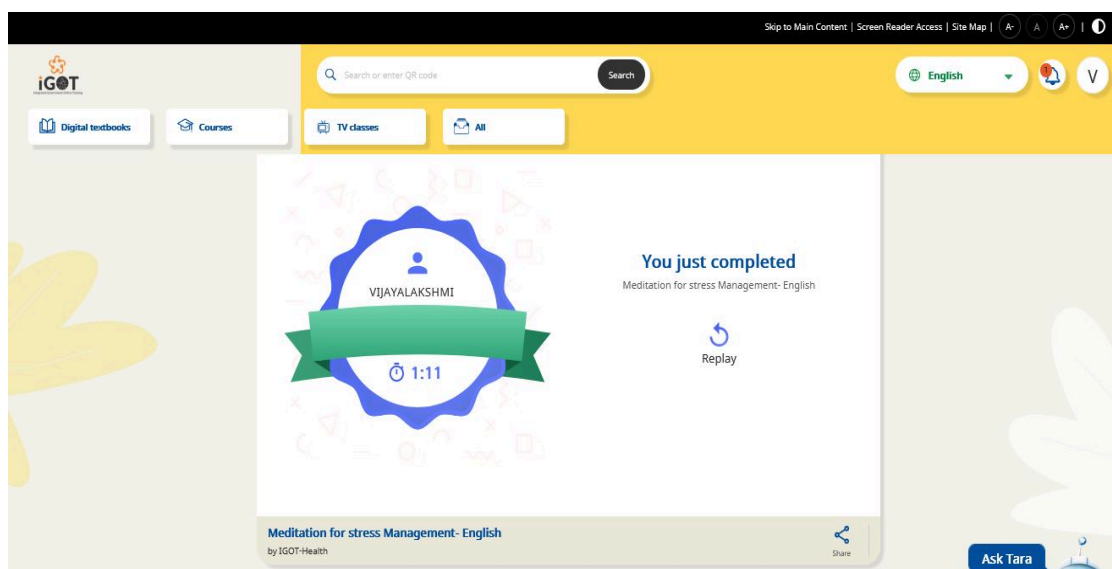 Skip to Main Content | Screen Reader Access | Site Map | A- A A+ |
iGOT
Search or enter QR code
Search
English
1
V
Digital textbooks
Courses
TV classes
All
VIJAYALAKSHMI
1:11
You just completed
Meditation for stress Management- English
Replay
Meditation for stress Management- English
by IGOT-Health
Share
Ask Tara